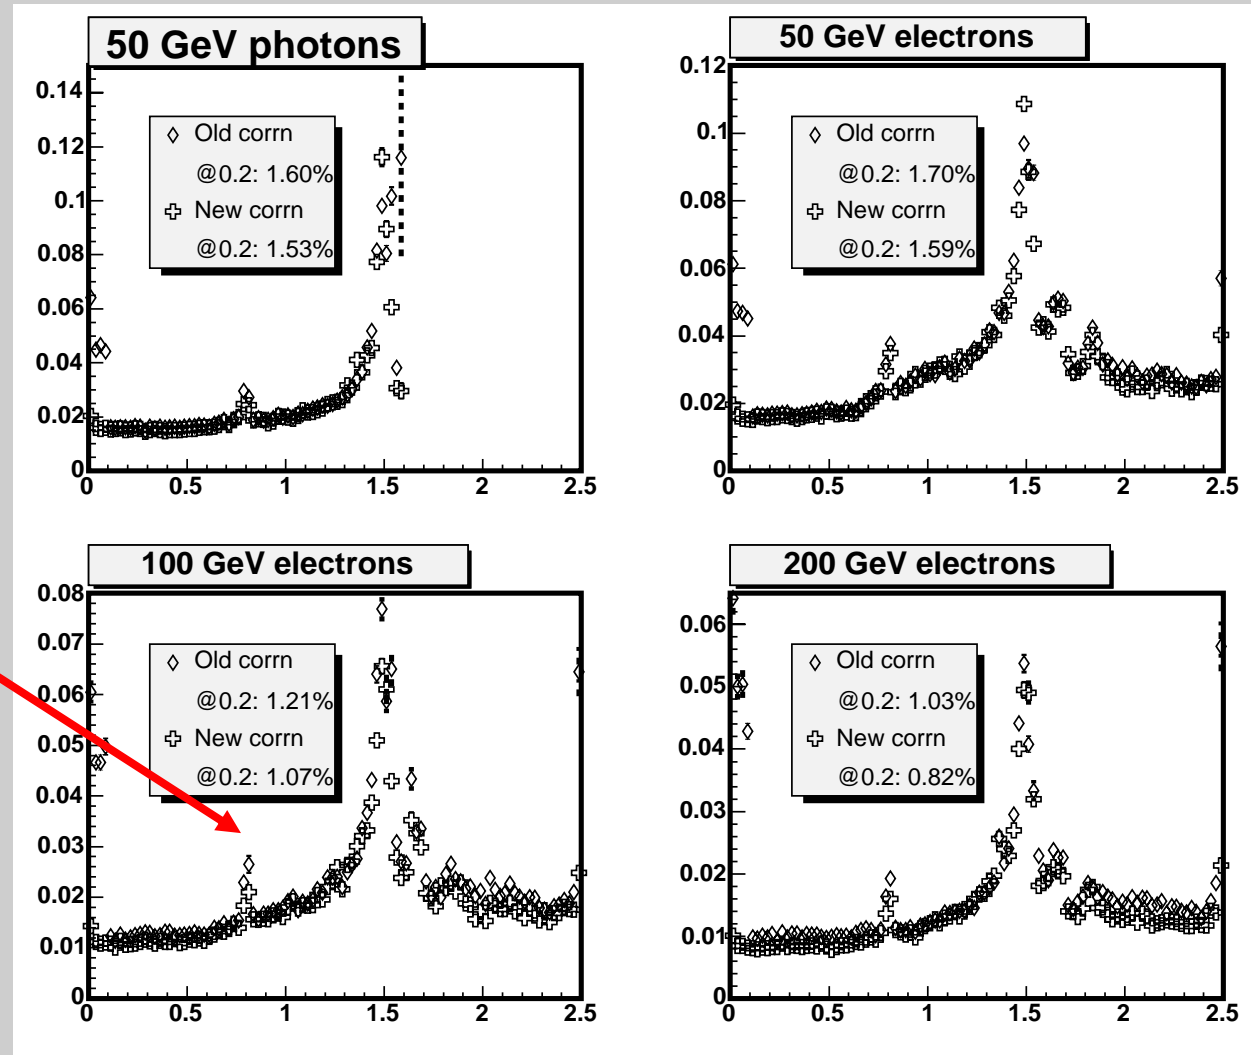 50 GeV photons
0.14
0.12
0.1
0.08
0.06
0.04
0.02
0
0 0.5 1 1.5 2 2.5
Old corrn
@0.2: 1.60%
New corrn
@0.2: 1.53%
50 GeV electrons
0.12
0.1
0.08
0.06
0.04
0.02
0
0 0.5 1 1.5 2 2.5
Old corrn
@0.2: 1.70%
New corrn
@0.2: 1.59%
100 GeV electrons
0.08
0.07
0.06
0.05
0.04
0.03
0.02
0.01
0
0 0.5 1 1.5 2 2.5
Old corrn
@0.2: 1.21%
New corrn
@0.2: 1.07%
200 GeV electrons
0.06
0.05
0.04
0.03
0.02
0.01
0
0 0.5 1 1.5 2 2.5
Old corrn
@0.2: 1.03%
New corrn
@0.2: 0.82%